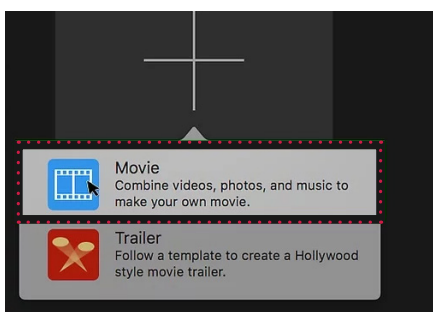 Movie
Combine videos, photos, and music to
make your own movie.
Trailer
Follow a template to create a Hollywood
style movie trailer.